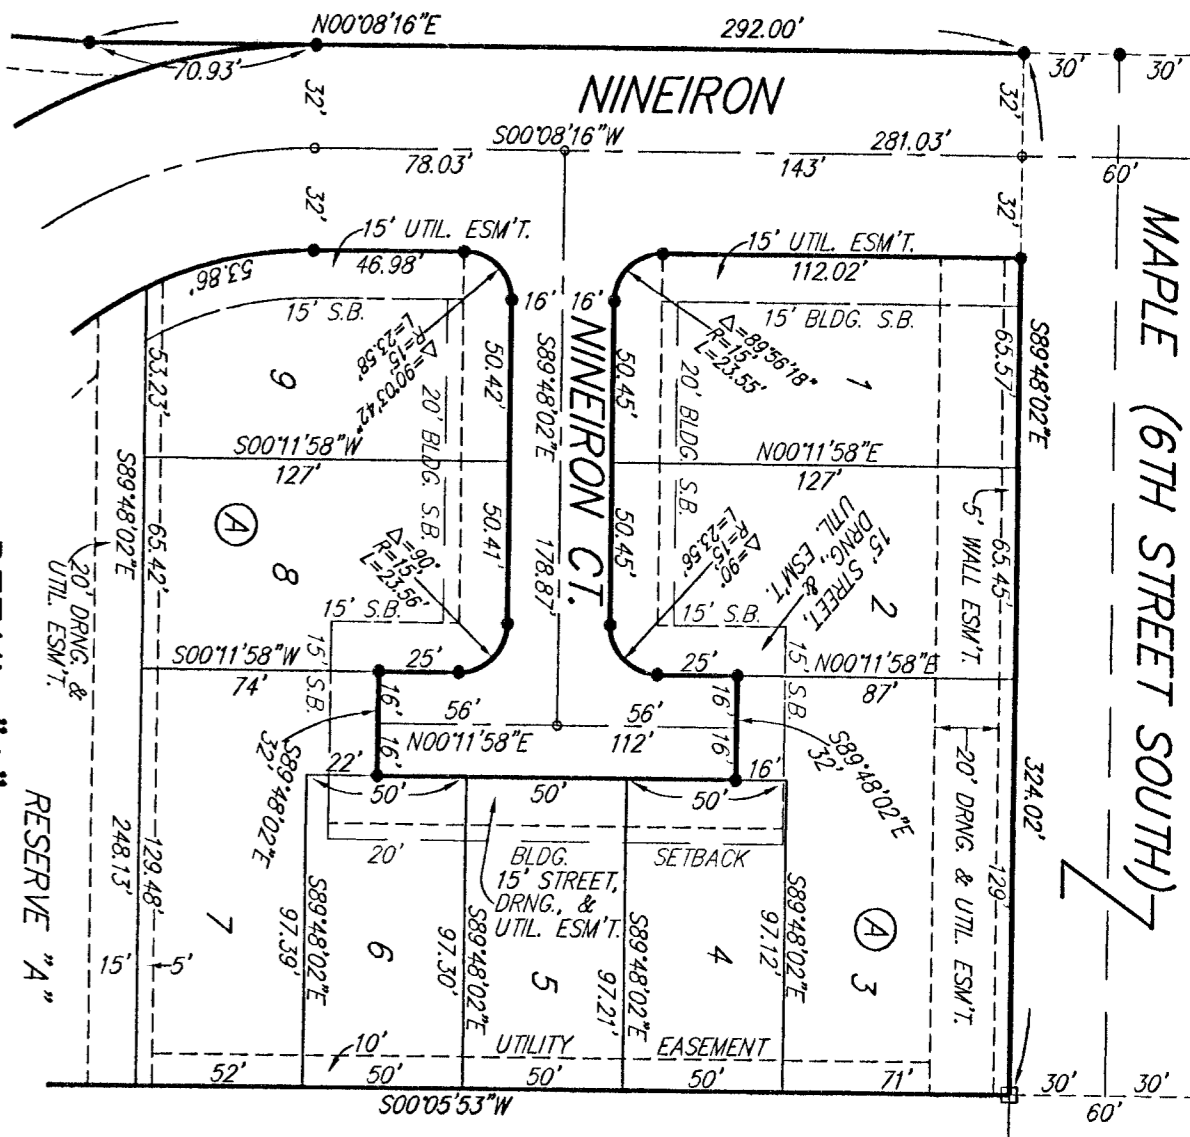 N00°08'16"E
292.00'
70.93'
30'
30'
32'
NINEIRON
32'
S00°08'16"W
281.03'
78.03'
143'
60'
32'
32'
15' UTIL. ESM'T.
15' UTIL. ESM'T.
46.98'
112.02'
53.86'
15' S.B.
16'
16'
15' BLDG. S.B.
MAPLE (6TH STREET SOUTH)
NINEIRON CT.
Δ=90°03'42"
R=15'
L=23.58'
Δ=89°56'18"
R=15'
L=23.55'
S89°48'02"E
65.57'
53.23'
9
50.42'
S89°48'02"E
50.45'
1
20' BLDG. S.B.
20' BLDG. S.B.
S00°11'58"W
127'
N00°11'58"E
127'
S89°48'02"E
65.42'
A
8
50.41'
178.87'
50.45'
2
65.45'
5' WALL ESM'T.
Δ=90°
R=15'
L=23.56'
Δ=90°
R=15'
L=23.56'
15' STREET,
DRNG., &
UTIL. ESM'T.
20' DRNG. &
UTIL. ESM'T.
15' S.B.
15' S.B.
15' S.B.
15' S.B.
S00°11'58"W
74'
25'
25'
N00°11'58"E
87'
16'
56'
56'
16'
N00°11'58"E
112'
16'
16'
S89°48'02"E
32'
S89°48'02"E
32'
22'
50'
50'
50'
16'
324.02'
20' DRNG & UTIL. ESM'T.
129'
20'
BLDG.
SETBACK
15' STREET,
DRNG., &
UTIL. ESM'T.
RESERVE "A"
248.13'
129.48'
7
S89°48'02"E
97.39'
6
S89°48'02"E
97.30'
5
S89°48'02"E
97.21'
4
S89°48'02"E
97.12'
A
3
15'
5'
10'
UTILITY
EASEMENT
52'
50'
50'
50'
71'
30'
30'
S00°05'53"W
60'